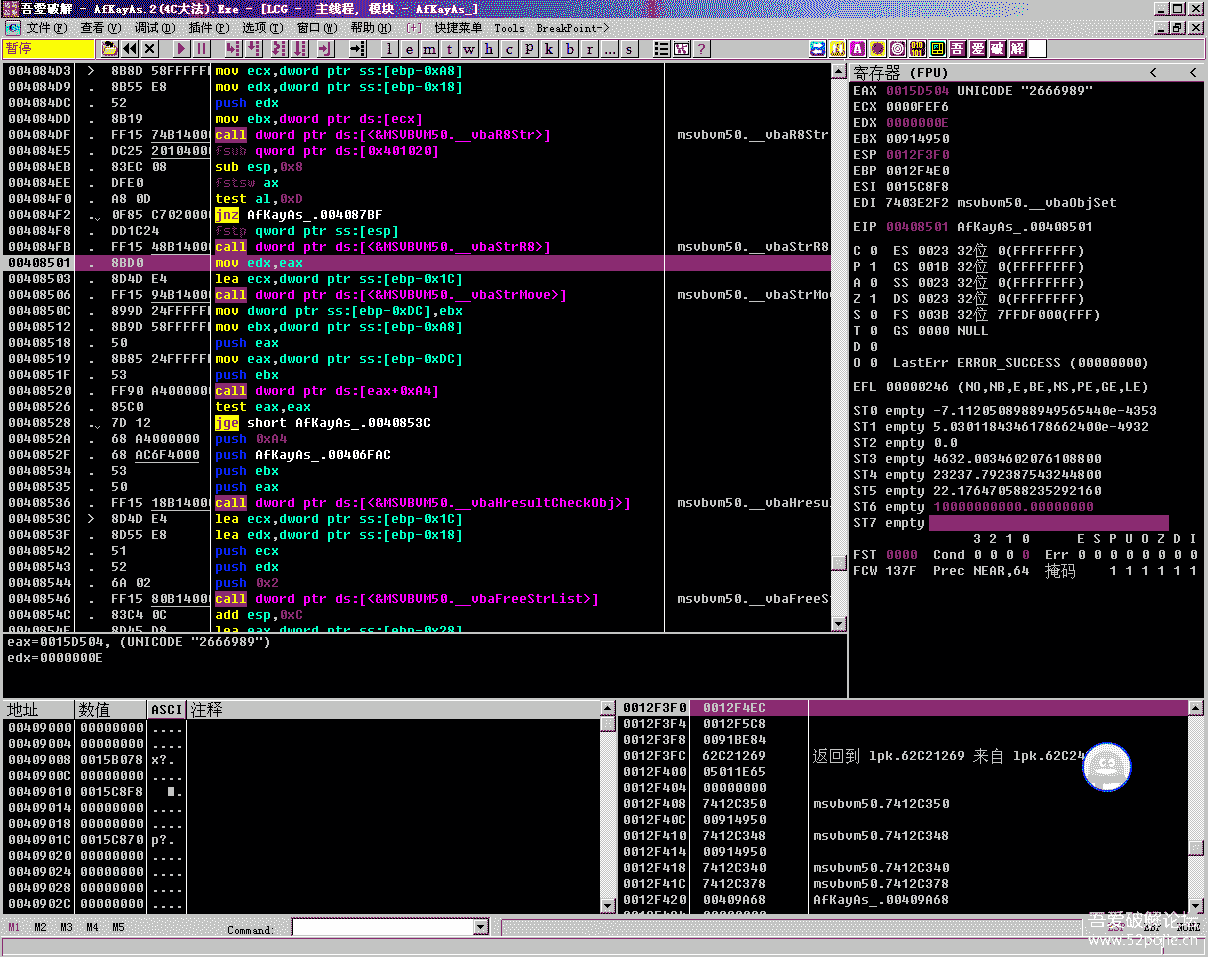 吾爱破解 - AfKayAs.2(4C大法).Exe - [LCG - 主线程, 模块 - AfKayAs_]
文件(F) 查看(V) 调试(D) 插件(P) 选项(T) 窗口(W) 帮助(H) [+] 快捷菜单 Tools BreakPoint->
暂停 l e m t w h c p k b r ... s ? 吾 爱 破 解
004084D3 > 8B8D 58FFFFFF mov ecx,dword ptr ss:[ebp-0xA8]
004084D9 . 8B55 E8 mov edx,dword ptr ss:[ebp-0x18]
004084DC . 52 push edx
004084DD . 8B19 mov ebx,dword ptr ds:[ecx]
004084DF . FF15 74B14000 call dword ptr ds:[<&MSVBVM50.__vbaR8Str>] msvbvm50.__vbaR8Str
004084E5 . DC25 20104000 fsub qword ptr ds:[0x401020]
004084EB . 83EC 08 sub esp,0x8
004084EE . DFE0 fstsw ax
004084F0 . A8 0D test al,0xD
004084F2 . 0F85 C7020000 jnz AfKayAs_.004087BF
004084F8 . DD1C24 fstp qword ptr ss:[esp]
004084FB . FF15 48B14000 call dword ptr ds:[<&MSVBVM50.__vbaStrR8>] msvbvm50.__vbaStrR8
00408501 . 8BD0 mov edx,eax
00408503 . 8D4D E4 lea ecx,dword ptr ss:[ebp-0x1C]
00408506 . FF15 94B14000 call dword ptr ds:[<&MSVBVM50.__vbaStrMove>] msvbvm50.__vbaStrMov
0040850C . 899D 24FFFFFF mov dword ptr ss:[ebp-0xDC],ebx
00408512 . 8B9D 58FFFFFF mov ebx,dword ptr ss:[ebp-0xA8]
00408518 . 50 push eax
00408519 . 8B85 24FFFFFF mov eax,dword ptr ss:[ebp-0xDC]
0040851F . 53 push ebx
00408520 . FF90 A4000000 call dword ptr ds:[eax+0xA4]
00408526 . 85C0 test eax,eax
00408528 . 7D 12 jge short AfKayAs_.0040853C
0040852A . 68 A4000000 push 0xA4
0040852F . 68 AC6F4000 push AfKayAs_.00406FAC
00408534 . 53 push ebx
00408535 . 50 push eax
00408536 . FF15 18B14000 call dword ptr ds:[<&MSVBVM50.__vbaHresultCheckObj>] msvbvm50.__vbaHresul
0040853C > 8D4D E4 lea ecx,dword ptr ss:[ebp-0x1C]
0040853F . 8D55 E8 lea edx,dword ptr ss:[ebp-0x18]
00408542 . 51 push ecx
00408543 . 52 push edx
00408544 . 6A 02 push 0x2
00408546 . FF15 80B14000 call dword ptr ds:[<&MSVBVM50.__vbaFreeStrList>] msvbvm50.__vbaFreeSt
0040854C . 83C4 0C add esp,0xC
0040854F . 8D45 D8 lea eax,dword ptr ss:[ebp-0x28]
eax=0015D504, (UNICODE "2666989")
edx=0000000E
寄存器 (FPU) < <
EAX 0015D504 UNICODE "2666989"
ECX 0000FEF6
EDX 0000000E
EBX 00914950
ESP 0012F3F0
EBP 0012F4E0
ESI 0015C8F8
EDI 7403E2F2 msvbvm50.__vbaObjSet
EIP 00408501 AfKayAs_.00408501
C 0 ES 0023 32位 0(FFFFFFFF)
P 1 CS 001B 32位 0(FFFFFFFF)
A 0 SS 0023 32位 0(FFFFFFFF)
Z 1 DS 0023 32位 0(FFFFFFFF)
S 0 FS 003B 32位 7FFDF000(FFF)
T 0 GS 0000 NULL
D 0
O 0 LastErr ERROR_SUCCESS (00000000)
EFL 00000246 (NO,NB,E,BE,NS,PE,GE,LE)
ST0 empty -7.1120508988949565440e-4353
ST1 empty 5.0301184346178662400e-4932
ST2 empty 0.0
ST3 empty 4632.0034602076108800
ST4 empty 23237.792387543244800
ST5 empty 22.176470588235292160
ST6 empty 10000000000.00000000
ST7 empty
3 2 1 0 E S P U O Z D I
FST 0000 Cond 0 0 0 0 Err 0 0 0 0 0 0 0 0
FCW 137F Prec NEAR,64 掩码 1 1 1 1 1 1
地址 数值 ASCI 注释
00409000 00000000 ....
00409004 00000000 ....
00409008 0015B078 x?.
0040900C 00000000 ....
00409010 0015C8F8 .
00409014 00000000 ....
00409018 00000000 ....
0040901C 0015C870 p?.
00409020 00000000 ....
00409024 00000000 ....
00409028 00000000 ....
0040902C 00000000 ....
0012F3F0 0012F4EC
0012F3F4 0012F5C8
0012F3F8 0091BE84
0012F3FC 62C21269 返回到 lpk.62C21269 来自 lpk.62C24
0012F400 05011E65
0012F404 00000000
0012F408 7412C350 msvbvm50.7412C350
0012F40C 00914950
0012F410 7412C348 msvbvm50.7412C348
0012F414 00914950
0012F418 7412C340 msvbvm50.7412C340
0012F41C 7412C378 msvbvm50.7412C378
0012F420 00409A68 AfKayAs_.00409A68
M1 M2 M3 M4 M5 Command: ESP EBP NONE
吾爱破解论坛
www.52pojie.cn